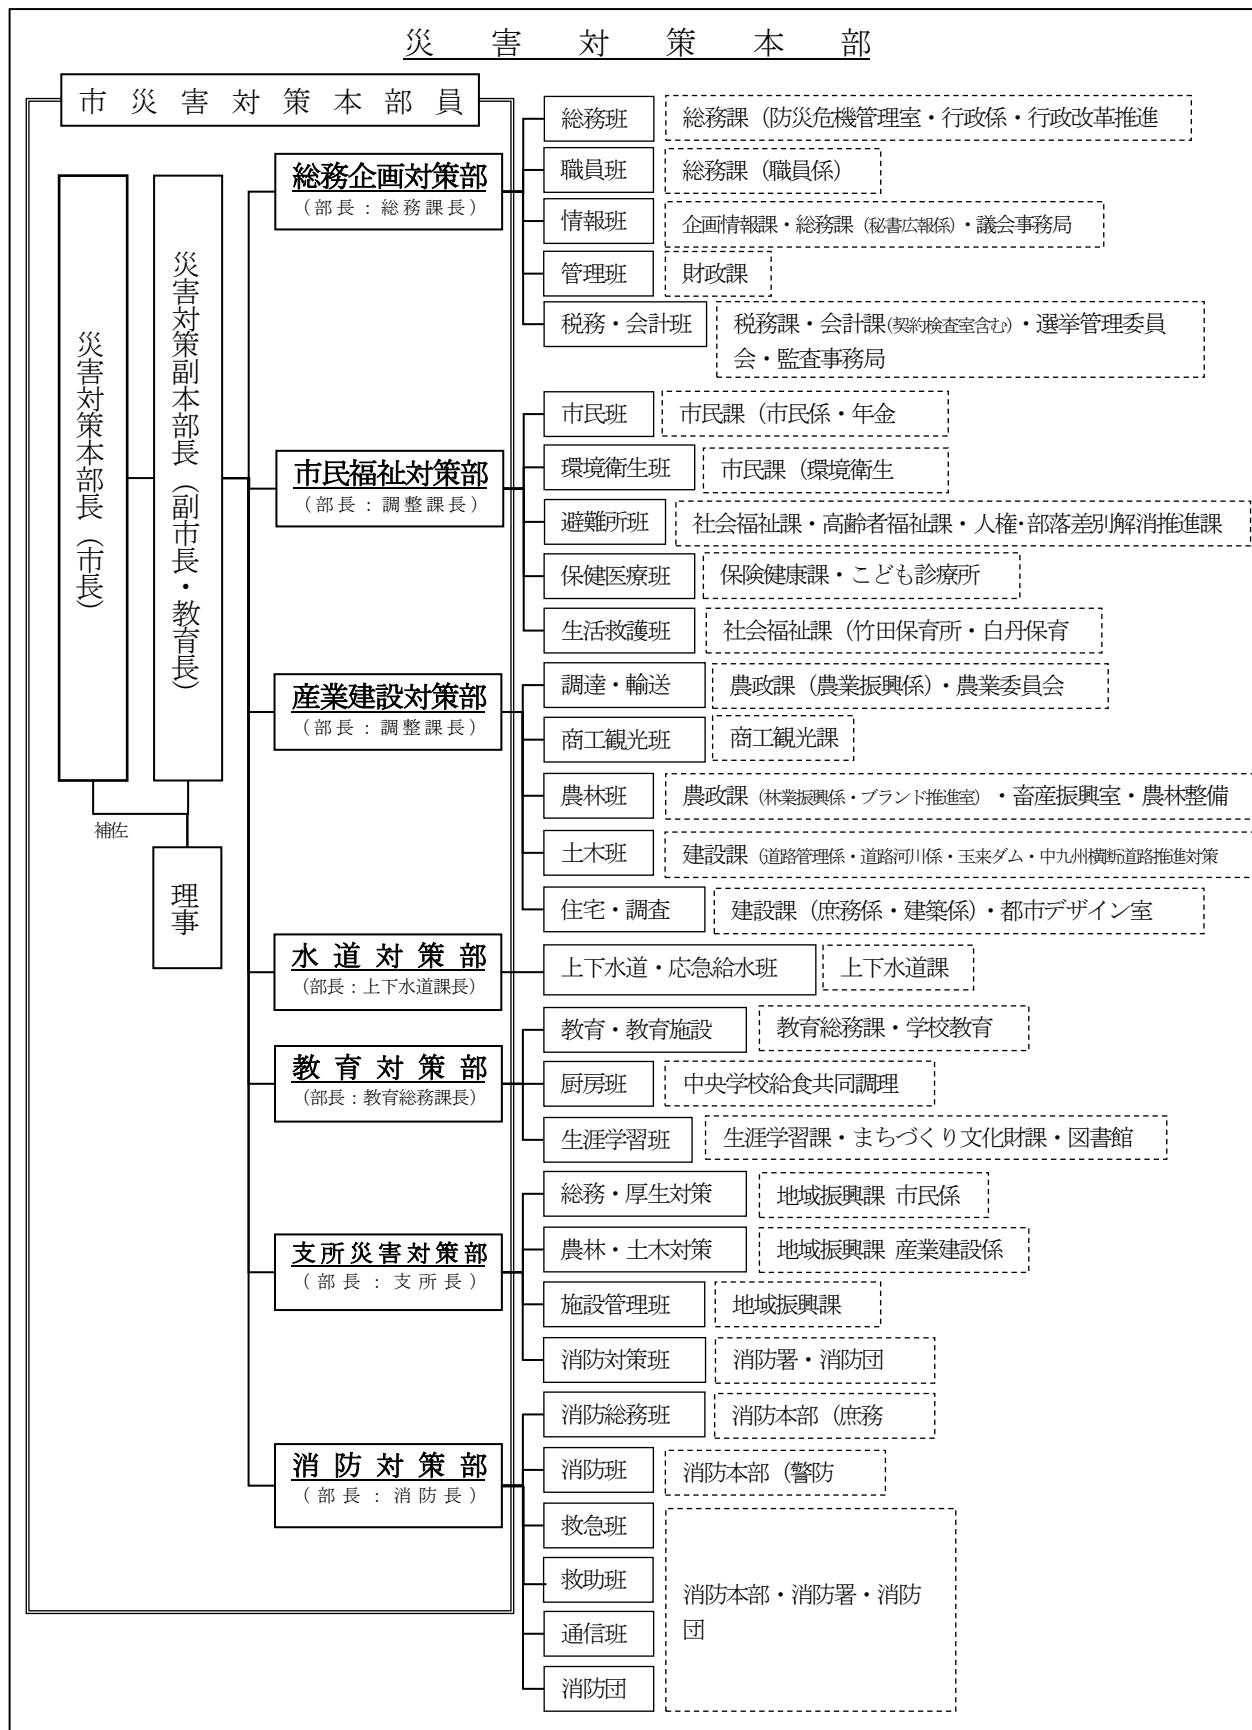 災害対策本部
市災害対策本部員
災害対策本部長（市長）
災害対策副本部長（副市長・教育長）
補佐
理事
総務企画対策部
（部長：総務課長）
総務班
総務課（防災危機管理室・行政係・行政改革推進
職員班
総務課（職員係）
情報班
企画情報課・総務課（秘書広報係）・議会事務局
管理班
財政課
税務・会計班
税務課・会計課(契約検査室含む)・選挙管理委員
会・監査事務局
市民福祉対策部
（部長：調整課長）
市民班
市民課（市民係・年金
環境衛生班
市民課（環境衛生
避難所班
社会福祉課・高齢者福祉課・人権・部落差別解消推進課
保健医療班
保険健康課・こども診療所
生活救護班
社会福祉課（竹田保育所・白丹保育
産業建設対策部
（部長：調整課長）
調達・輸送
農政課（農業振興係）・農業委員会
商工観光班
商工観光課
農林班
農政課（林業振興係・ブランド推進室）・畜産振興室・農林整備
土木班
建設課（道路管理係・道路河川係・玉来ダム・中九州横断道路推進対策
住宅・調査
建設課（庶務係・建築係）・都市デザイン室
水道対策部
（部長：上下水道課長）
上下水道・応急給水班
上下水道課
教育対策部
（部長：教育総務課長）
教育・教育施設
教育総務課・学校教育
厨房班
中央学校給食共同調理
生涯学習班
生涯学習課・まちづくり文化財課・図書館
支所災害対策部
（部長：支所長）
総務・厚生対策
地域振興課 市民係
農林・土木対策
地域振興課 産業建設係
施設管理班
地域振興課
消防対策班
消防署・消防団
消防対策部
（部長：消防長）
消防総務班
消防本部（庶務
消防班
消防本部（警防
救急班
救助班
通信班
消防団
消防本部・消防署・消防
団